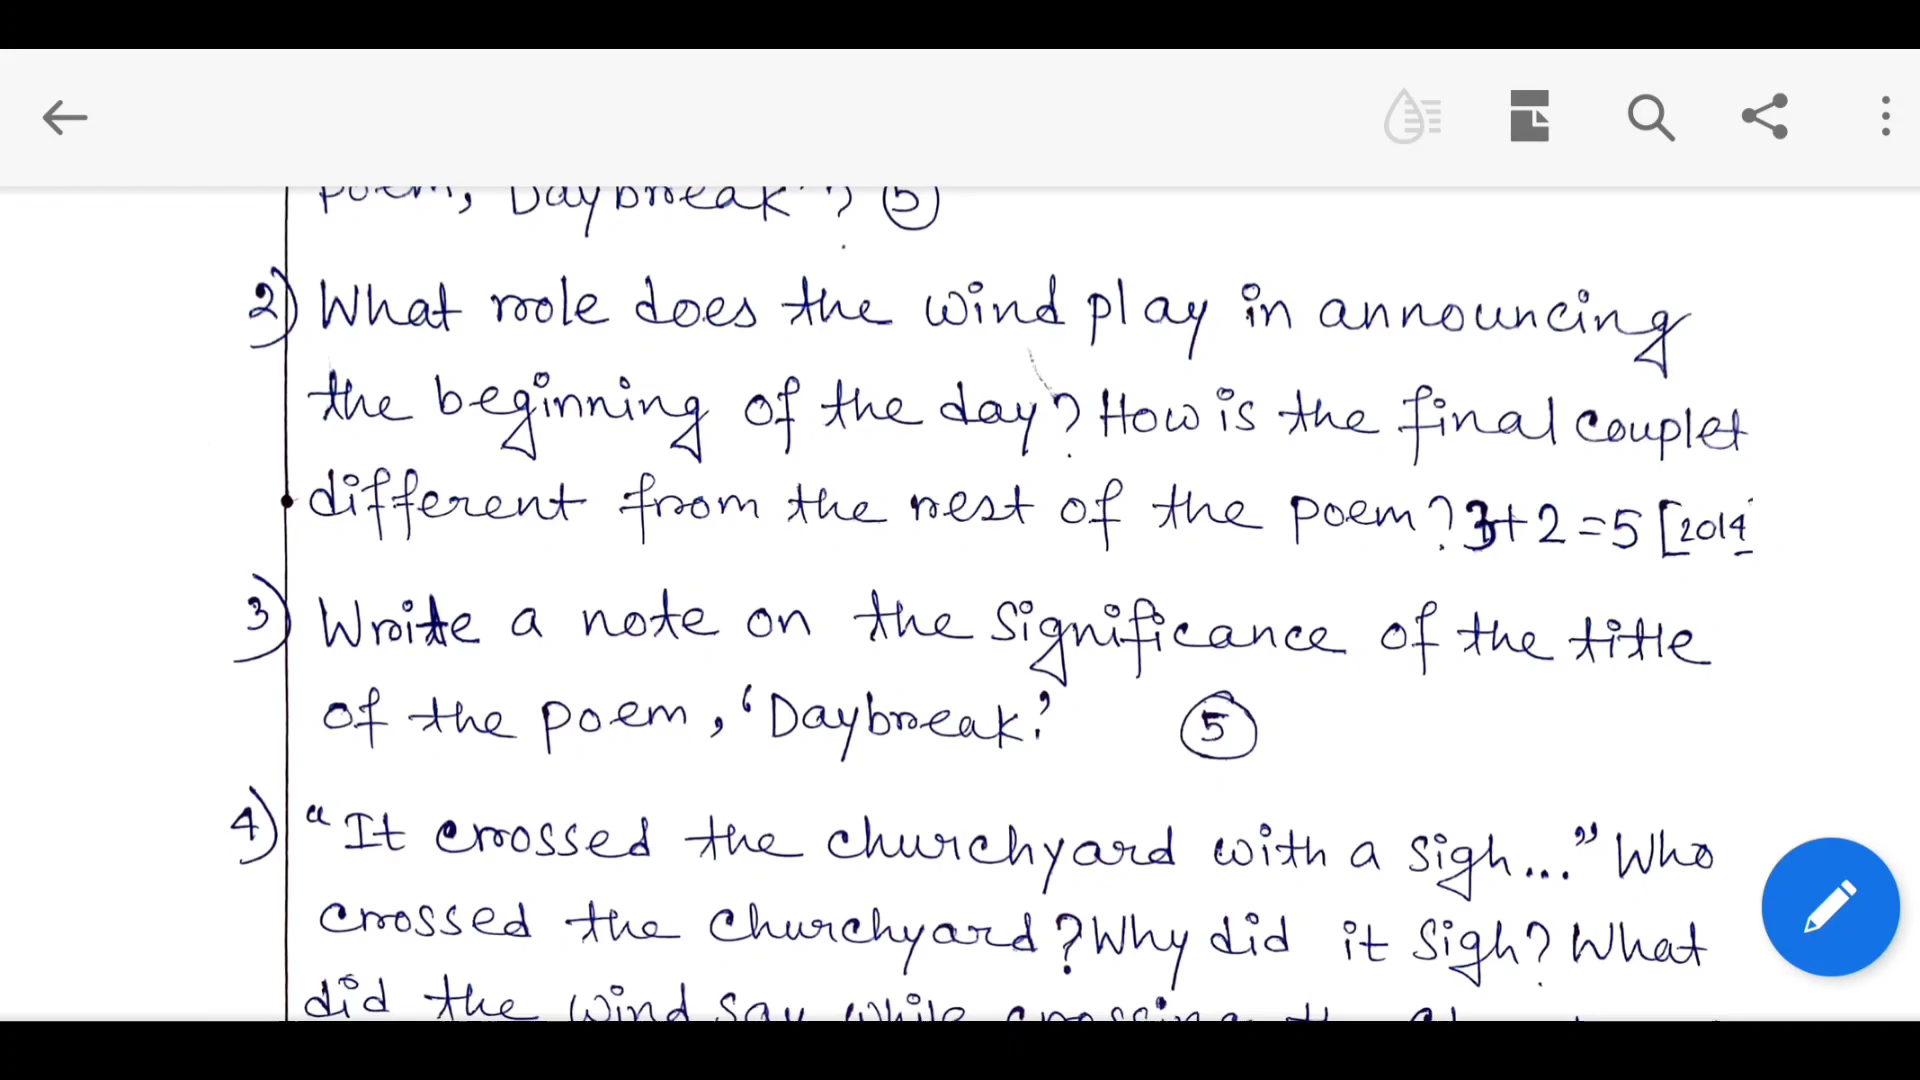 poem, Daybreak'? 5
2) What role does the wind play in announcing
the beginning of the day? How is the final couplet
different from the rest of the poem? 3+2=5 [2014]
3) Write a note on the significance of the title
of the poem, 'Daybreak.' 5
4) "It crossed the churchyard with a sigh..." Who
crossed the churchyard? Why did it sigh? What
did the wind say while crossing the